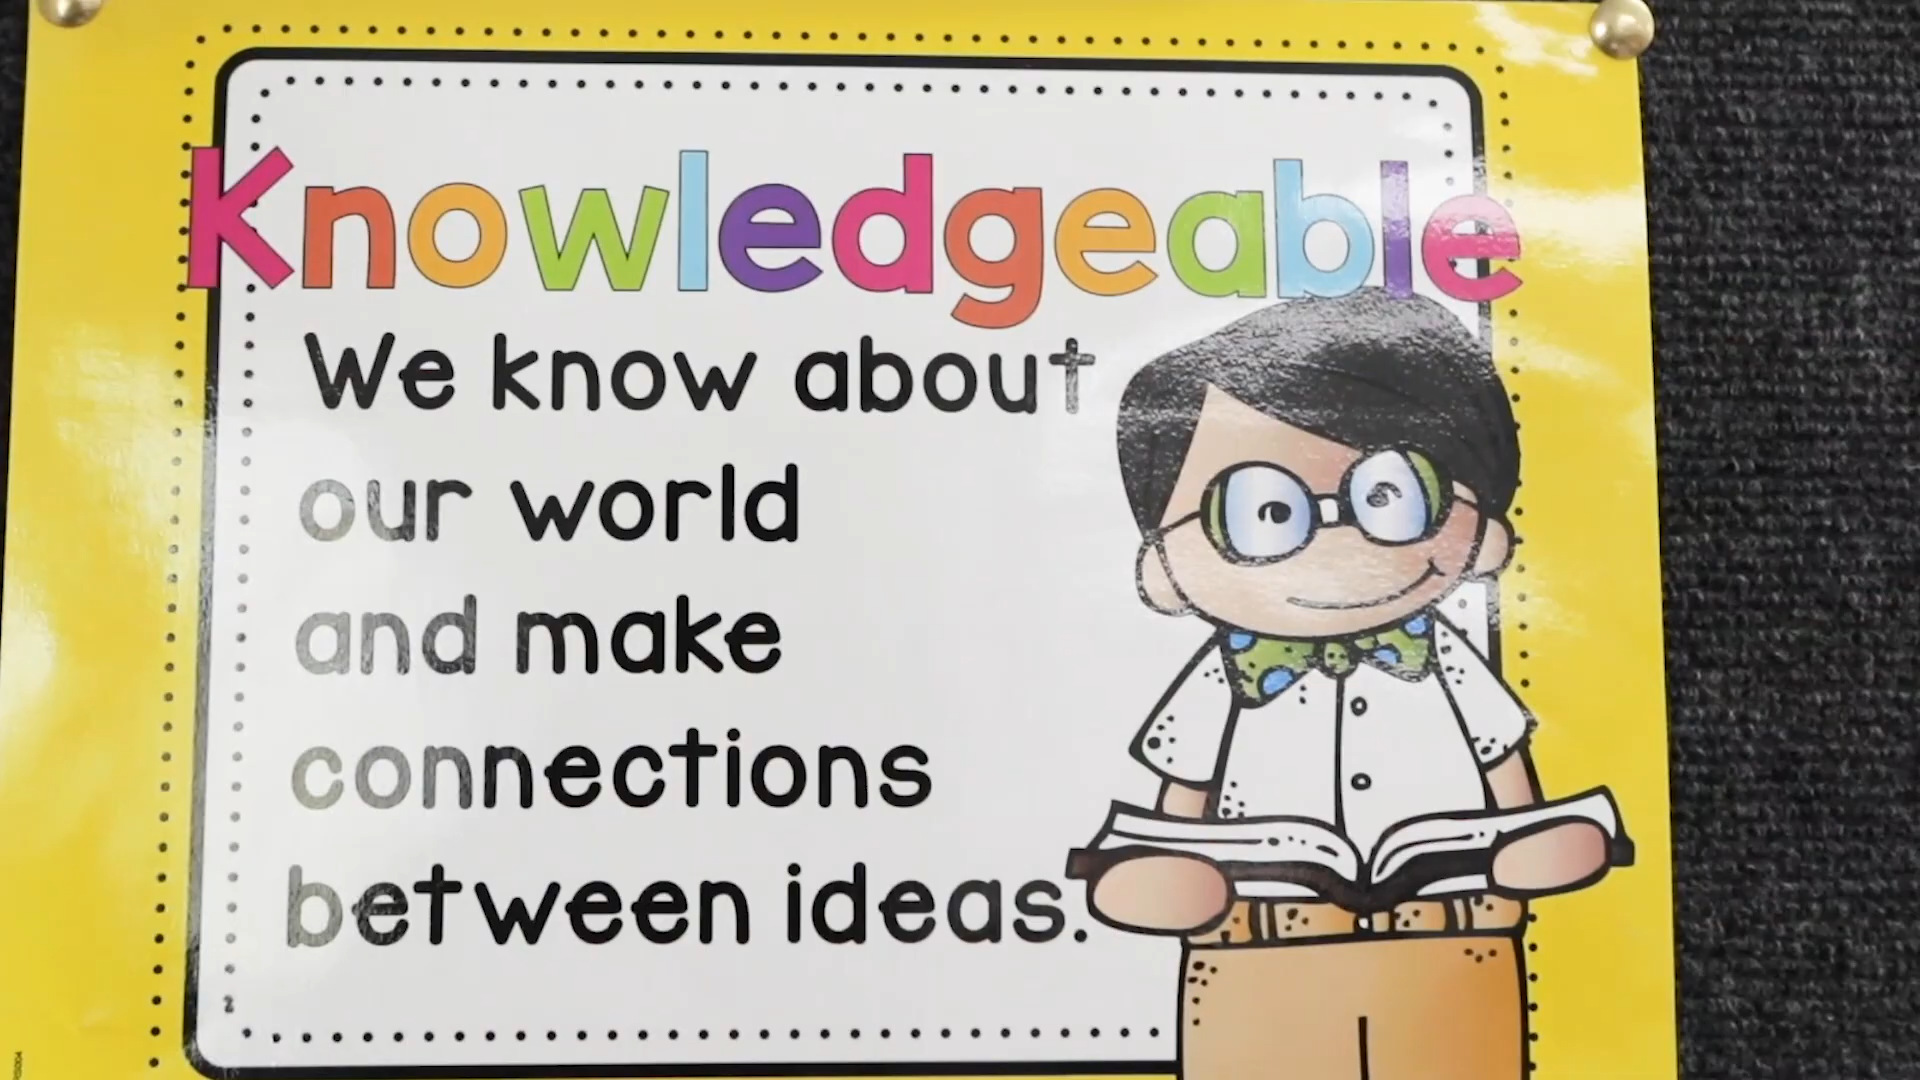 Knowledgeable
We know about
our world
and make
connections
between ideas.